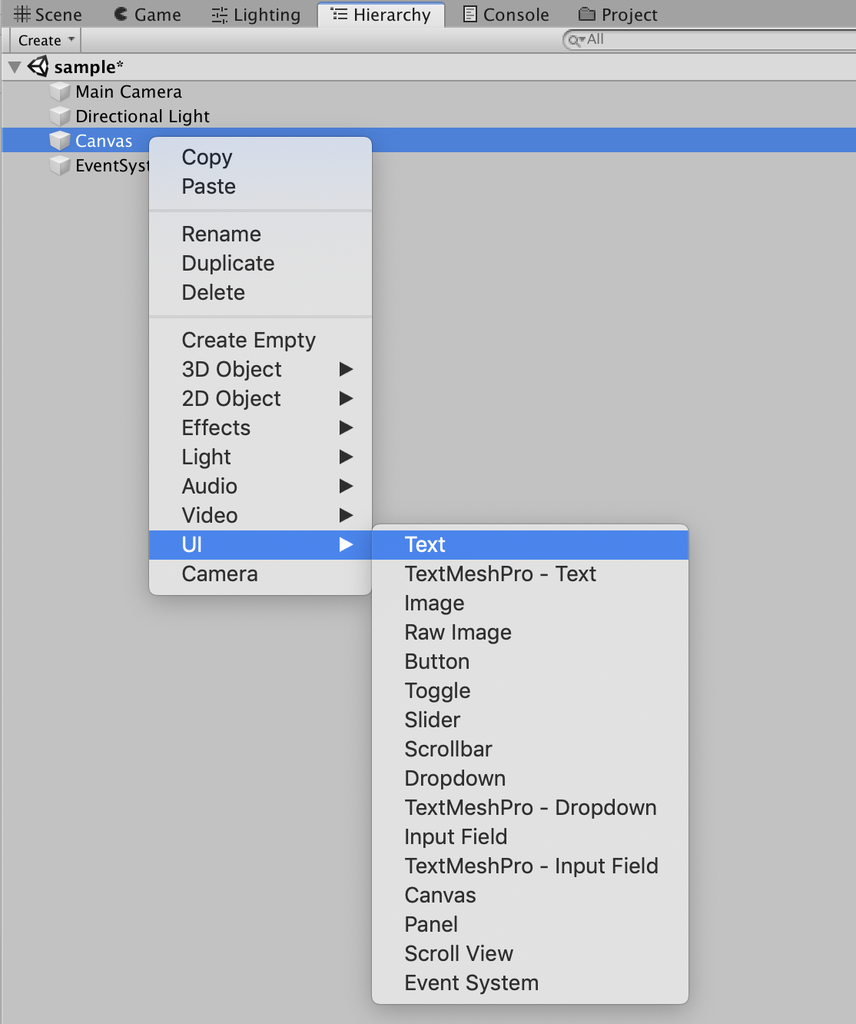 Scene Game Lighting Hierarchy Console Project
Create All
sample*
Main Camera
Directional Light
Canvas
EventSyst
Copy
Paste
Rename
Duplicate
Delete
Create Empty
3D Object
2D Object
Effects
Light
Audio
Video
UI
Camera
Text
TextMeshPro - Text
Image
Raw Image
Button
Toggle
Slider
Scrollbar
Dropdown
TextMeshPro - Dropdown
Input Field
TextMeshPro - Input Field
Canvas
Panel
Scroll View
Event System